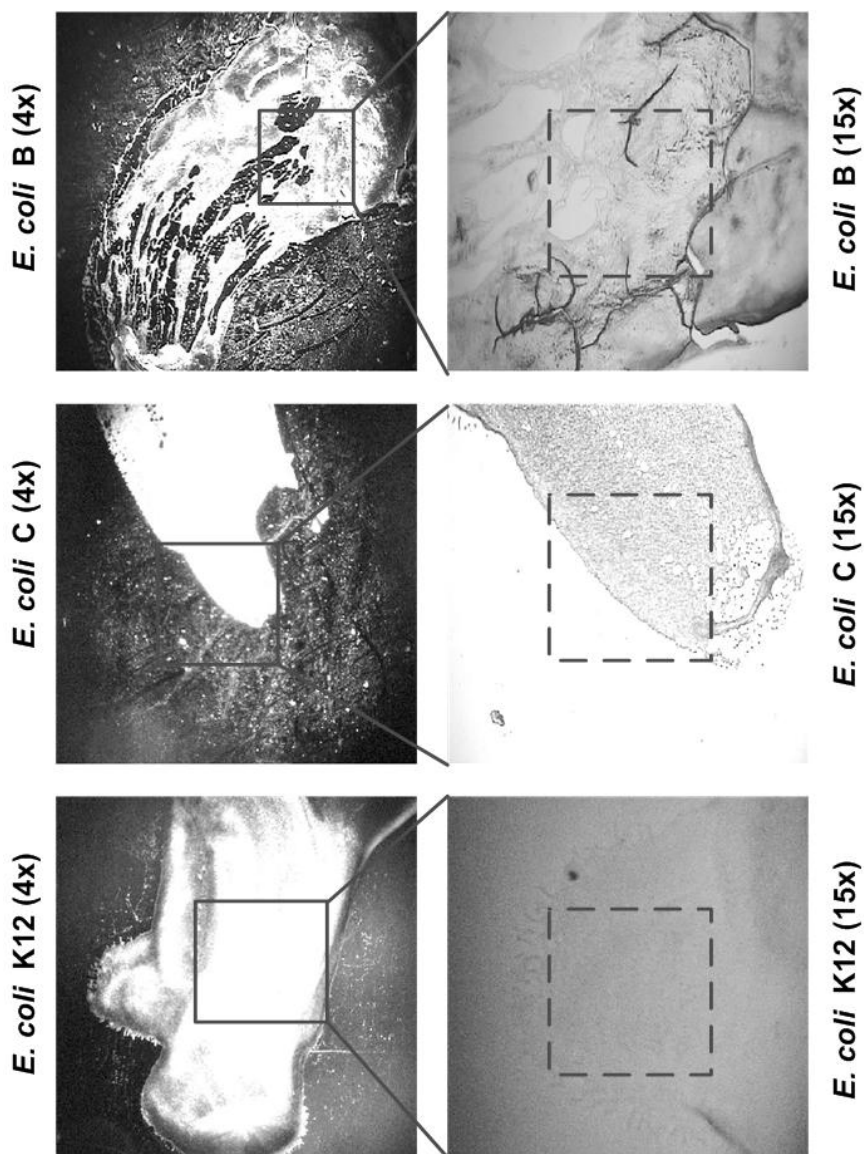 E. coli B (4x)
E. coli B (15x)
E. coli C (4x)
E. coli C (15x)
E. coli K12 (4x)
E. coli K12 (15x)